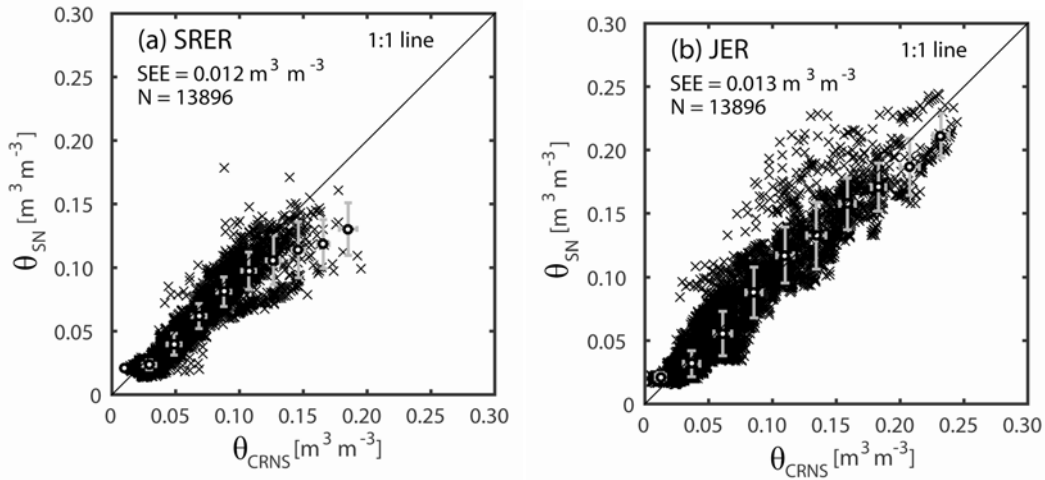 (a) SRER
1:1 line
SEE = 0.012 m³ m⁻³
N = 13896
0.30
0.25
0.20
0.15
0.10
0.05
0
θSN [m³ m⁻³]
0 0.05 0.10 0.15 0.20 0.25 0.30
θCRNS [m³ m⁻³]
(b) JER
1:1 line
SEE = 0.013 m³ m⁻³
N = 13896
0.30
0.25
0.20
0.15
0.10
0.05
0
θSN [m³ m⁻³]
0 0.05 0.10 0.15 0.20 0.25 0.30
θCRNS [m³ m⁻³]